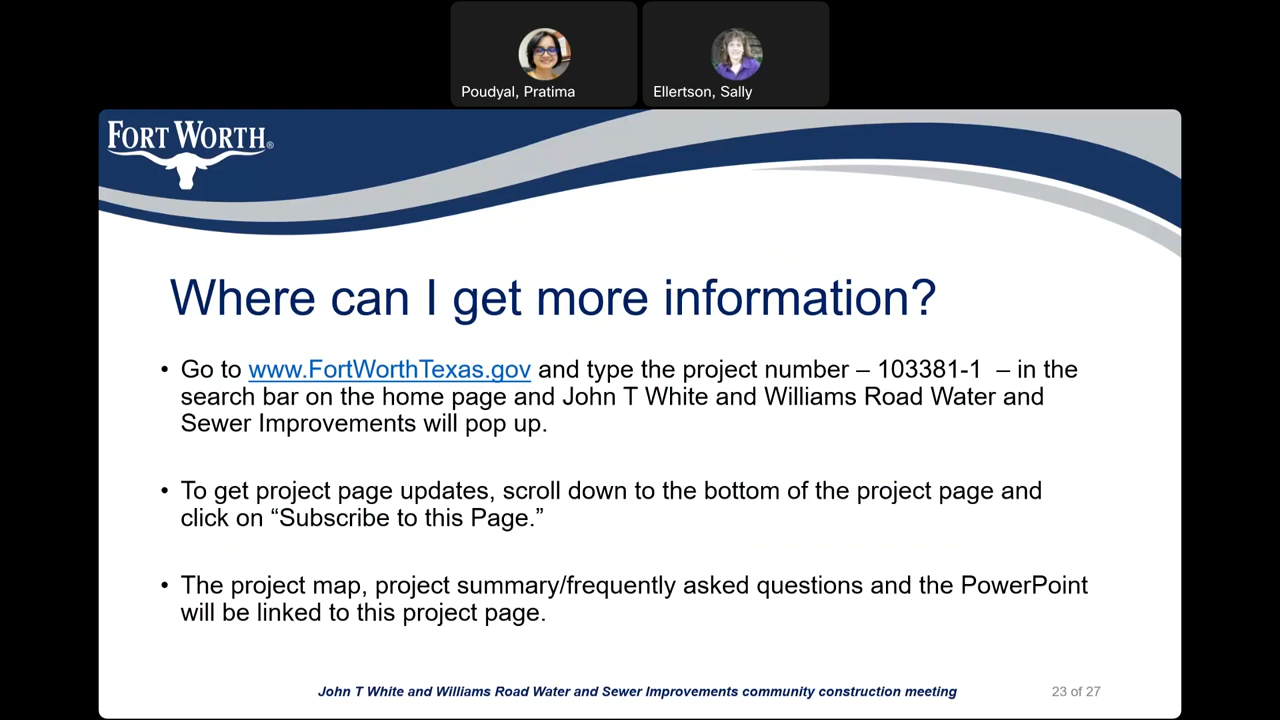 Poudyal, Pratima
Ellertson, Sally
FORT WORTH®
Where can I get more information?
• Go to www.FortWorthTexas.gov and type the project number – 103381-1 – in the
search bar on the home page and John T White and Williams Road Water and
Sewer Improvements will pop up.
• To get project page updates, scroll down to the bottom of the project page and
click on “Subscribe to this Page.”
• The project map, project summary/frequently asked questions and the PowerPoint
will be linked to this project page.
John T White and Williams Road Water and Sewer Improvements community construction meeting
23 of 27